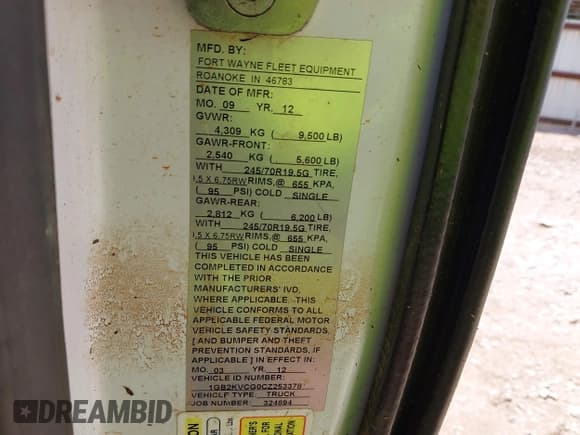 MFD. BY:
FORT WAYNE FLEET EQUIPMENT
ROANOKE IN 46783
DATE OF MFR:
MO. 09 YR. 12
GVWR:
4,309 KG ( 9,500 LB)
GAWR-FRONT:
2,540 KG ( 5,600 LB)
WITH 245/70R19.5G TIRE,
.5 X 6.75RW RIMS,@ 655 KPA,
( 95 PSI) COLD SINGLE
GAWR-REAR:
2,812 KG ( 6,200 LB)
WITH 245/70R19.5G TIRE,
.5 X 6.75RW RIMS,@ 655 KPA,
( 95 PSI) COLD SINGLE
THIS VEHICLE HAS BEEN
COMPLETED IN ACCORDANCE
WITH THE PRIOR
MANUFACTURERS' IVD,
WHERE APPLICABLE THIS
VEHICLE CONFORMS TO ALL
APPLICABLE FEDERAL MOTOR
VEHICLE SAFETY STANDARDS,
[ AND BUMPER AND THEFT
PREVENTION STANDARDS, IF
APPLICABLE] IN EFFECT IN:
MO. 03 YR. 12
VEHICLE ID NUMBER:
1GB2KVCG0CZ253378
VEHICLE TYPE: TRUCK
JOB NUMBER: 324894
DREAMBID